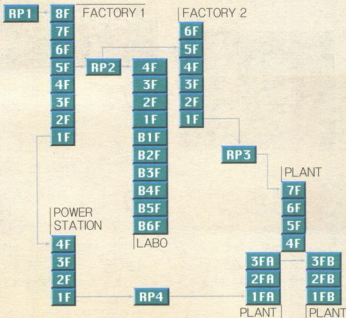 RP1
8F
FACTORY 1
7F
6F
5F
4F
3F
2F
1F
RP2
4F
3F
2F
1F
B1F
B2F
B3F
B4F
B5F
B6F
LABO
FACTORY 2
6F
5F
4F
3F
2F
1F
RP3
PLANT
7F
6F
5F
4F
3FA
2FA
1FA
PLANT
3FB
2FB
1FB
PLANT
POWER
STATION
4F
3F
2F
1F
RP4